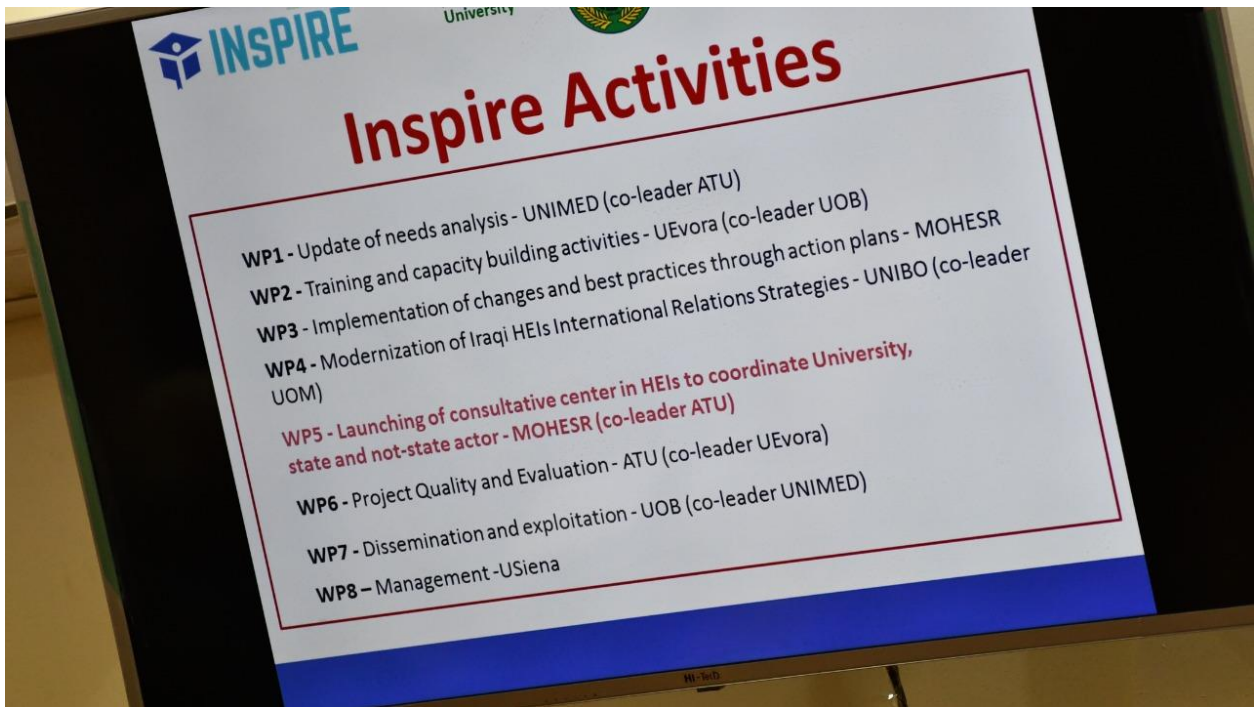 INsPIRE
University
Inspire Activities
WP1 - Update of needs analysis - UNIMED (co-leader ATU)
WP2 - Training and capacity building activities - UEvora (co-leader UOB)
WP3 - Implementation of changes and best practices through action plans - MOHESR
WP4 - Modernization of Iraqi HEIs International Relations Strategies - UNIBO (co-leader
UOM)
WP5 - Launching of consultative center in HEIs to coordinate University,
state and not-state actor - MOHESR (co-leader ATU)
WP6 - Project Quality and Evaluation - ATU (co-leader UEvora)
WP7 - Dissemination and exploitation - UOB (co-leader UNIMED)
WP8 – Management -USiena
HI-Tech